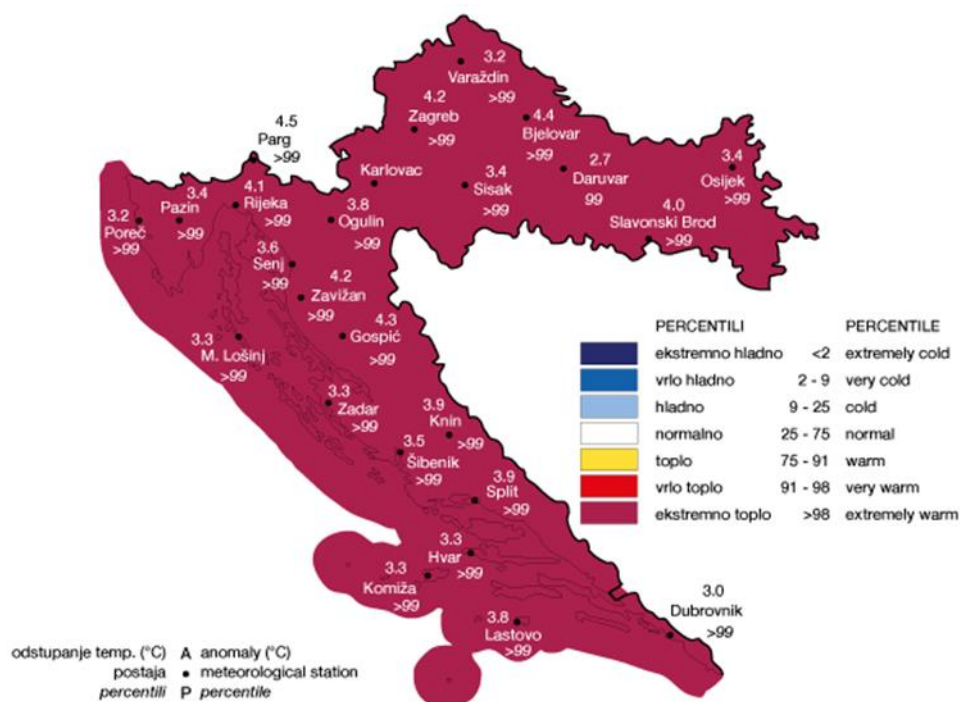 3.2
Varaždin
>99
4.2
Zagreb
>99
4.4
Bjelovar
>99
4.5
Parg
>99
Karlovac
3.4
Sisak
>99
2.7
Daruvar
99
3.4
Osijek
>99
4.0
Slavonski Brod
>99
3.2
Poreč
>99
3.4
Pazin
>99
4.1
Rijeka
>99
3.8
Ogulin
>99
3.6
Senj
>99
4.2
Zavižan
>99
4.3
Gospić
>99
3.3
M. Lošinj
>99
3.3
Zadar
>99
3.9
Knin
>99
3.5
Šibenik
>99
3.9
Split
>99
3.3
Hvar
>99
3.3
Komiža
>99
3.8
Lastovo
>99
3.0
Dubrovnik
>99
PERCENTILI PERCENTILE
ekstremno hladno <2 extremely cold
vrlo hladno 2 - 9 very cold
hladno 9 - 25 cold
normalno 25 - 75 normal
toplo 75 - 91 warm
vrlo toplo 91 - 98 very warm
ekstremno toplo >98 extremely warm
odstupanje temp. (°C) A anomaly (°C)
postaja • meteorological station
percentili P percentile